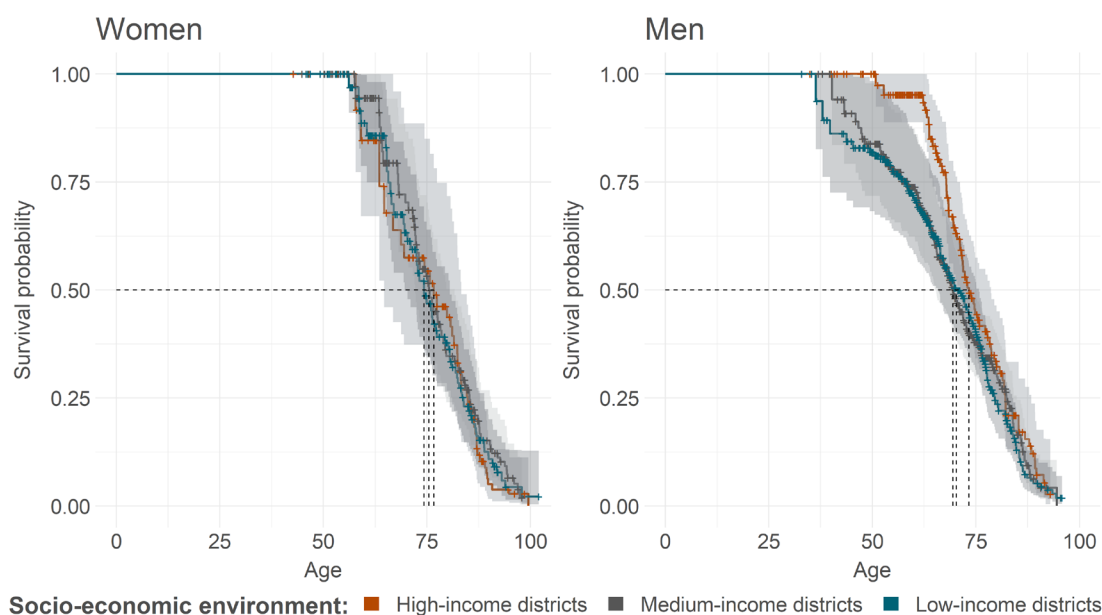 Women
Men
Survival probability
1.00
0.75
0.50
0.25
0.00
0
25
50
75
100
Age
Survival probability
1.00
0.75
0.50
0.25
0.00
0
25
50
75
100
Age
Socio-economic environment: High-income districts Medium-income districts Low-income districts